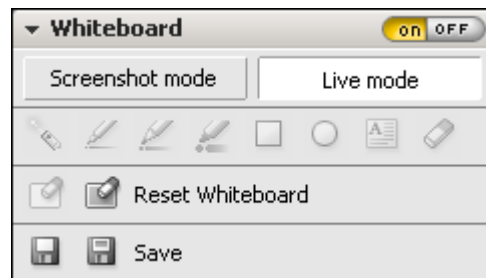 Whiteboard on OFF
Screenshot mode Live mode
A
Reset Whiteboard
Save